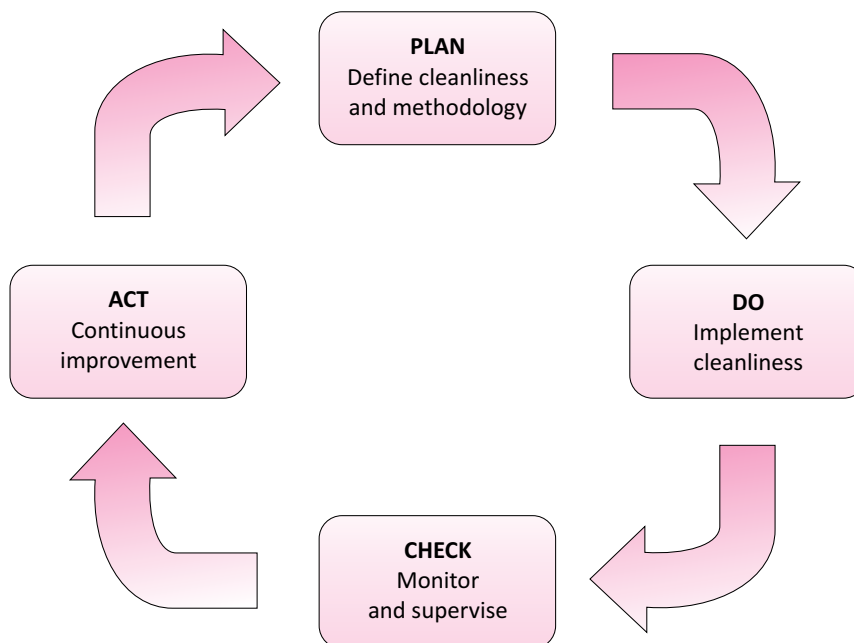 PLAN
Define cleanliness
and methodology
DO
Implement
cleanliness
CHECK
Monitor
and supervise
ACT
Continuous
improvement